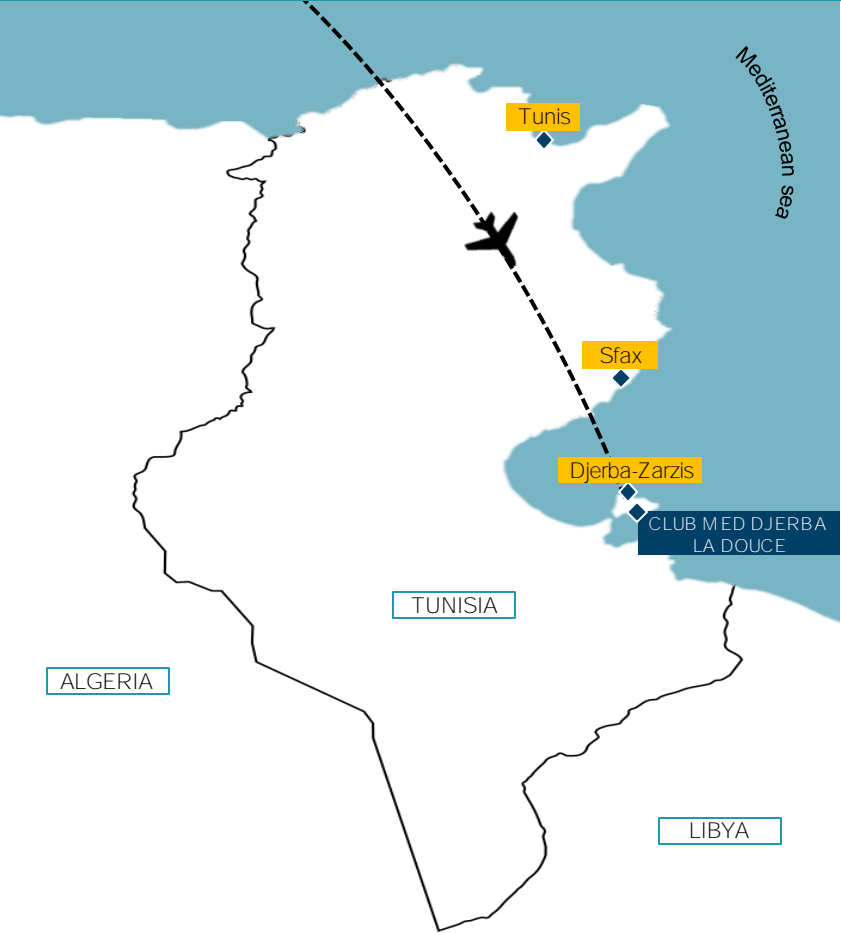 Mediterranean sea
Tunis
Sfax
Djerba-Zarzis
CLUB MED DJERBA
LA DOUCE
TUNISIA
ALGERIA
LIBYA